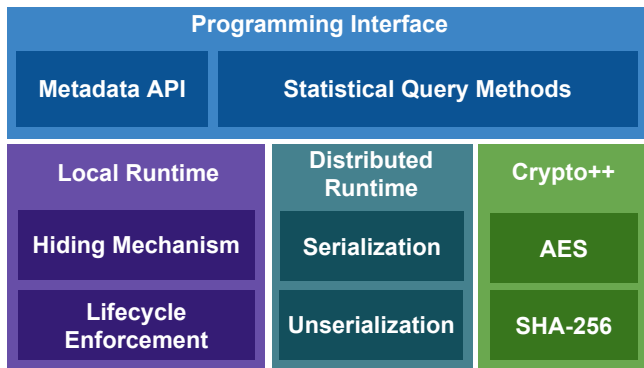 Programming Interface
Metadata API
Statistical Query Methods
Local Runtime
Hiding Mechanism
Lifecycle
Enforcement
Distributed
Runtime
Serialization
Unserialization
Crypto++
AES
SHA-256